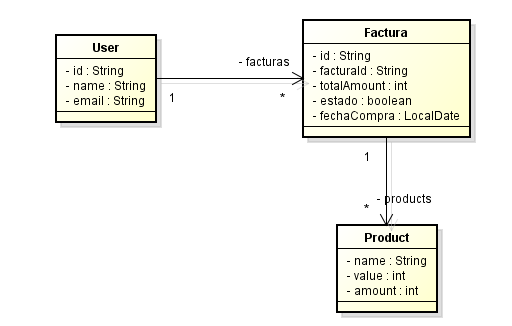 User
- id : String
- name : String
- email : String
- facturas
1
*
Factura
- id : String
- facturaId : String
- totalAmount : int
- estado : boolean
- fechaCompra : LocalDate
1
- products
*
Product
- name : String
- value : int
- amount : int